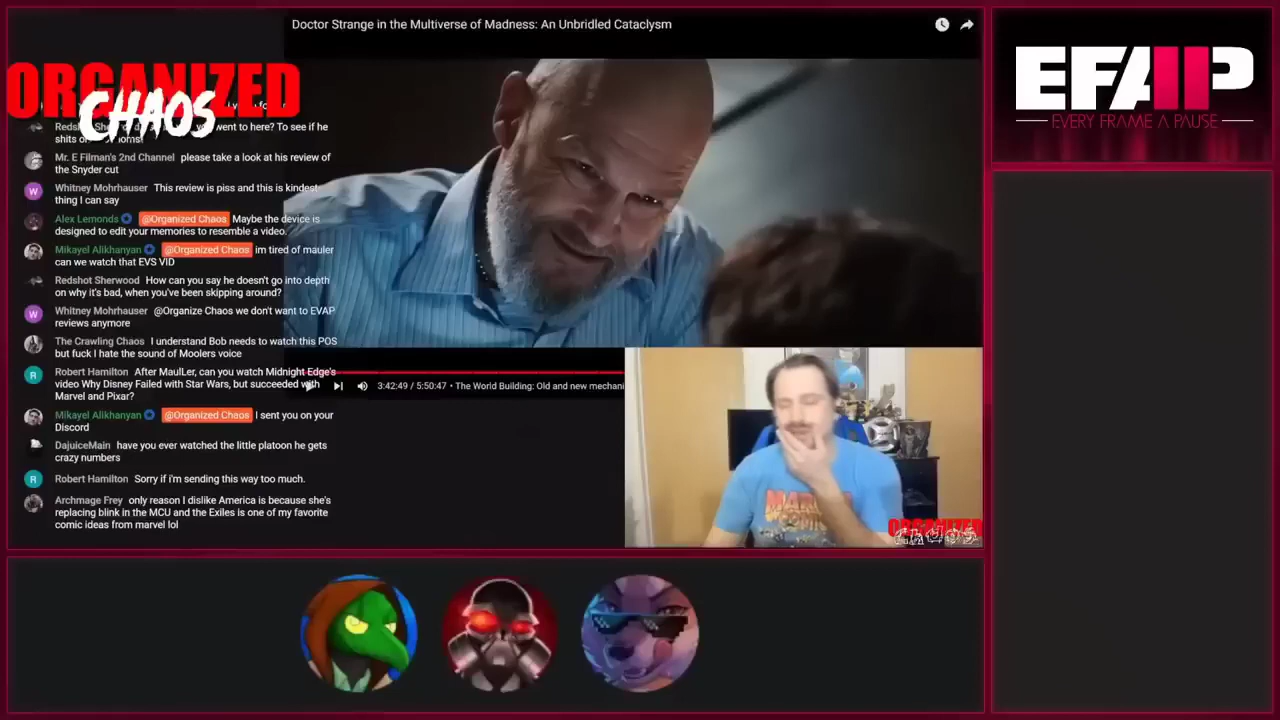 Doctor Strange in the Multiverse of Madness: An Unbridled Cataclysm
ORGANIZED
CHAOS
went to here? To see if he
shits
Mr. E Filman's 2nd Channel please take a look at his review of
the Snyder cut
W Whitney Mohrhauser This review is piss and this is kindest
thing I can say
Alex Lemonds @Organized Chaos Maybe the device is
designed to edit your memories to resemble a video.
Mikayel Alikhanyan @Organized Chaos im tired of mauler
can we watch that EVS VID
Redshot Sherwood How can you say he doesn't go into depth
on why it's bad, when you've been skipping around?
W Whitney Mohrhauser @Organize Chaos we don't want to EVAP
reviews anymore
The Crawling Chaos I understand Bob needs to watch this POS
but fuck I hate the sound of Moolers voice
R Robert Hamilton After MaulLer, can you watch Midnight Edge's
video Why Disney Failed with Star Wars, but succeeded with
Marvel and Pixar?
Mikayel Alikhanyan @Organized Chaos I sent you on your
Discord
DajuiceMain have you ever watched the little platoon he gets
crazy numbers
R Robert Hamilton Sorry if i'm sending this way too much.
Archmage Frey only reason I dislike America is because she's
replacing blink in the MCU and the Exiles is one of my favorite
comic ideas from marvel lol
3:42:49 / 5:50:47 • The World Building: Old and new mechani
ORGANIZED
CHAOS
EFAP
EVERY FRAME A PAUSE